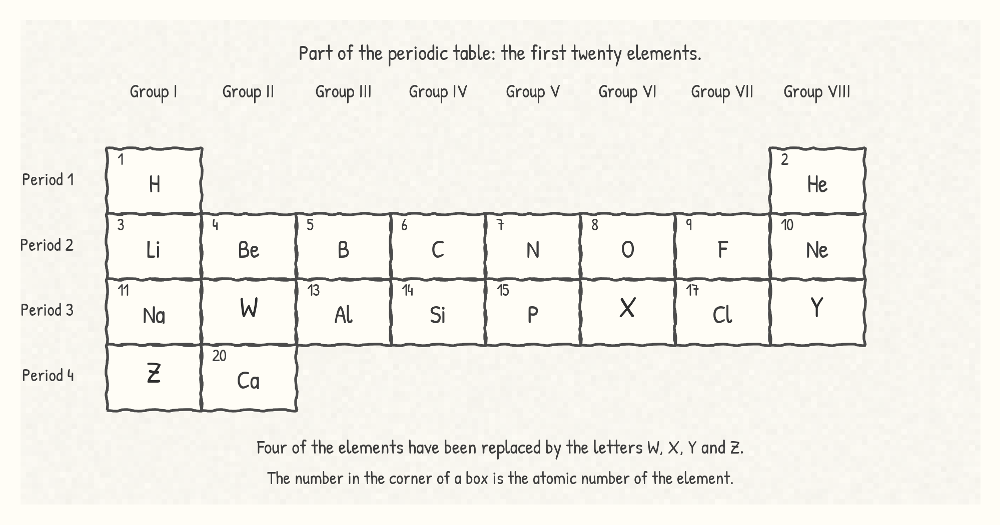 Part of the periodic table: the first twenty elements.
Group I Group II Group III Group IV Group V Group VI Group VII Group VIII
1 2
Period 1 H He
3 4 5 6 7 8 9 10
Period 2 Li Be B C N O F Ne
11 13 14 15 17
Period 3 Na W Al Si P X Cl Y
20
Period 4 Z Ca
Four of the elements have been replaced by the letters W, X, Y and Z.
The number in the corner of a box is the atomic number of the element.